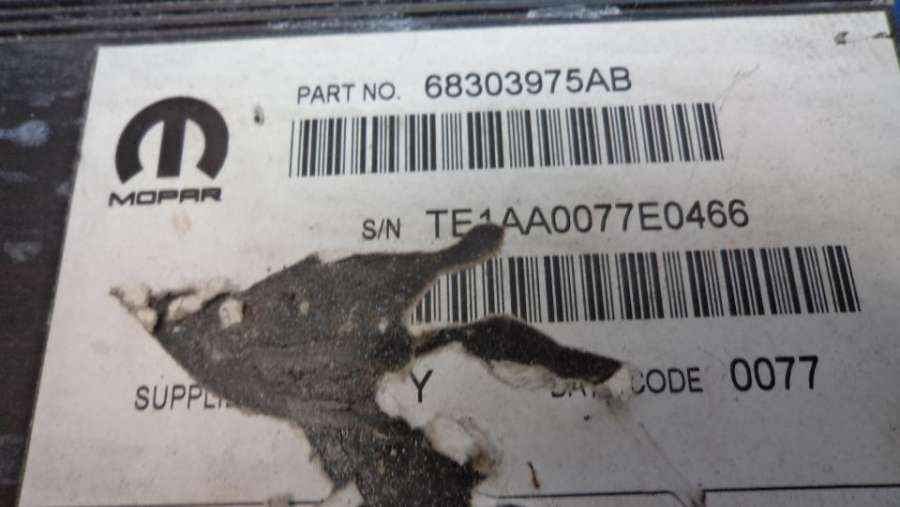 PART NO. 68303975AB
MOPAR
S/N TE1AA0077E0466
Y CODE 0077